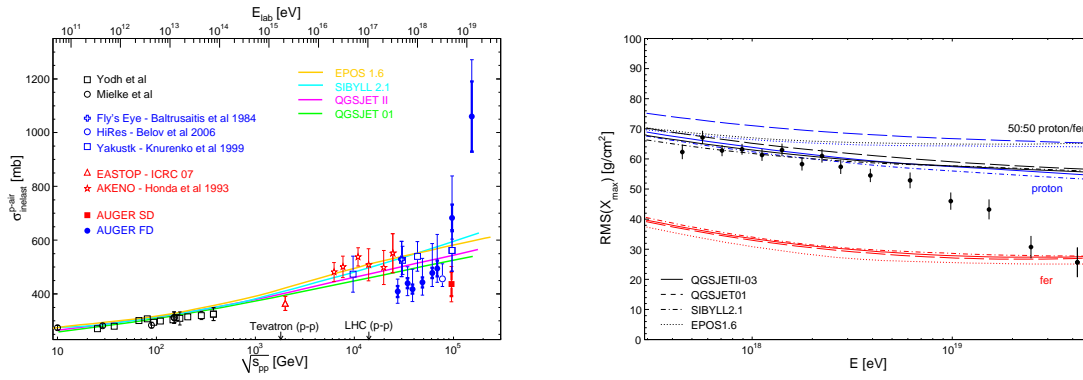 E_lab [eV]
10^11 10^12 10^13 10^14 10^15 10^16 10^17 10^18 10^19
1200
1000
800
600
400
σ_inelast^p-air [mb]
EPOS 1.6
SIBYLL 2.1
QGSJET II
QGSJET 01
Yodh et al
Mielke et al
Fly's Eye - Baltrusaitis et al 1984
HiRes - Belov et al 2006
Yakustk - Knurenko et al 1999
EASTOP - ICRC 07
AKENO - Honda et al 1993
AUGER SD
AUGER FD
Tevatron (p-p) LHC (p-p)
10 10^2 10^3 10^4 10^5
√s_pp [GeV]
100
90
80
70
60
50
40
30
20
10
0
RMS(X_max) [g/cm^2]
50:50 proton/fer
proton
fer
QGSJETII-03
QGSJET01
SIBYLL2.1
EPOS1.6
10^18 10^19
E [eV]